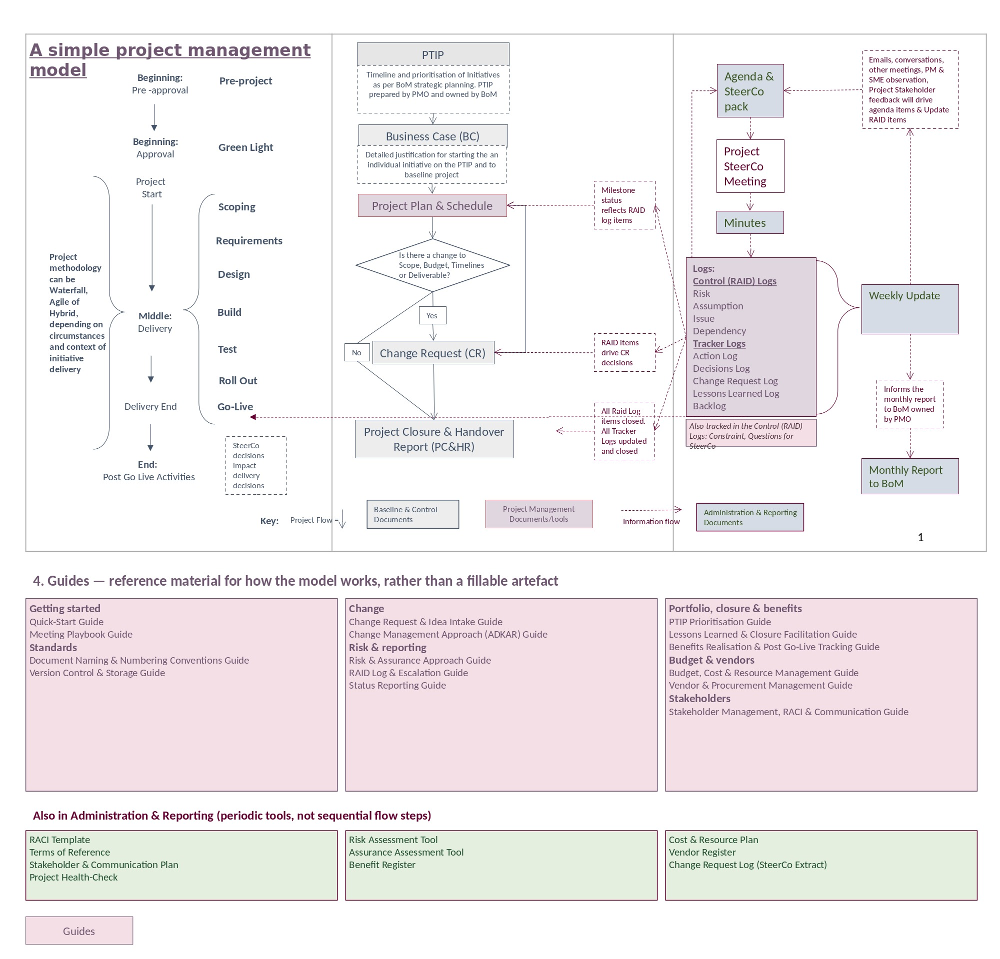 A simple project management
model
Beginning:
Pre -approval
Pre-project
Beginning:
Approval
Green Light
Project
Start
Scoping
Requirements
Design
Build
Test
Roll Out
Go-Live
Project
methodology
can be
Waterfall,
Agile of
Hybrid,
depending on
circumstances
and context of
initiative
delivery
Middle:
Delivery
Delivery End
End:
Post Go Live Activities
SteerCo
decisions
impact
delivery
decisions
PTIP
Timeline and prioritisation of Initiatives
as per BoM strategic planning. PTIP
prepared by PMO and owned by BoM
Business Case (BC)
Detailed justification for starting the an
individual initiative on the PTIP and to
baseline project
Project Plan & Schedule
Is there a change to
Scope, Budget, Timelines
or Deliverable?
Yes
No
Change Request (CR)
Project Closure & Handover
Report (PC&HR)
Milestone
status
reflects RAID
log items
RAID items
drive CR
decisions
All Raid Log
items closed.
All Tracker
Logs updated
and closed
Agenda &
SteerCo
pack
Project
SteerCo
Meeting
Minutes
Logs:
Control (RAID) Logs
Risk
Assumption
Issue
Dependency
Tracker Logs
Action Log
Decisions Log
Change Request Log
Lessons Learned Log
Backlog
Also tracked in the Control (RAID)
Logs: Constraint, Questions for
SteerCo
Emails, conversations,
other meetings, PM &
SME observation,
Project Stakeholder
feedback will drive
agenda items & Update
RAID items
Weekly Update
Informs the
monthly report
to BoM owned
by PMO
Monthly Report
to BoM
Key:
Project Flow =
Baseline & Control
Documents
Project Management
Documents/tools
Information flow
Administration & Reporting
Documents
1
4. Guides — reference material for how the model works, rather than a fillable artefact
Getting started
Quick-Start Guide
Meeting Playbook Guide
Standards
Document Naming & Numbering Conventions Guide
Version Control & Storage Guide
Change
Change Request & Idea Intake Guide
Change Management Approach (ADKAR) Guide
Risk & reporting
Risk & Assurance Approach Guide
RAID Log & Escalation Guide
Status Reporting Guide
Portfolio, closure & benefits
PTIP Prioritisation Guide
Lessons Learned & Closure Facilitation Guide
Benefits Realisation & Post Go-Live Tracking Guide
Budget & vendors
Budget, Cost & Resource Management Guide
Vendor & Procurement Management Guide
Stakeholders
Stakeholder Management, RACI & Communication Guide
Also in Administration & Reporting (periodic tools, not sequential flow steps)
RACI Template
Terms of Reference
Stakeholder & Communication Plan
Project Health-Check
Risk Assessment Tool
Assurance Assessment Tool
Benefit Register
Cost & Resource Plan
Vendor Register
Change Request Log (SteerCo Extract)
Guides